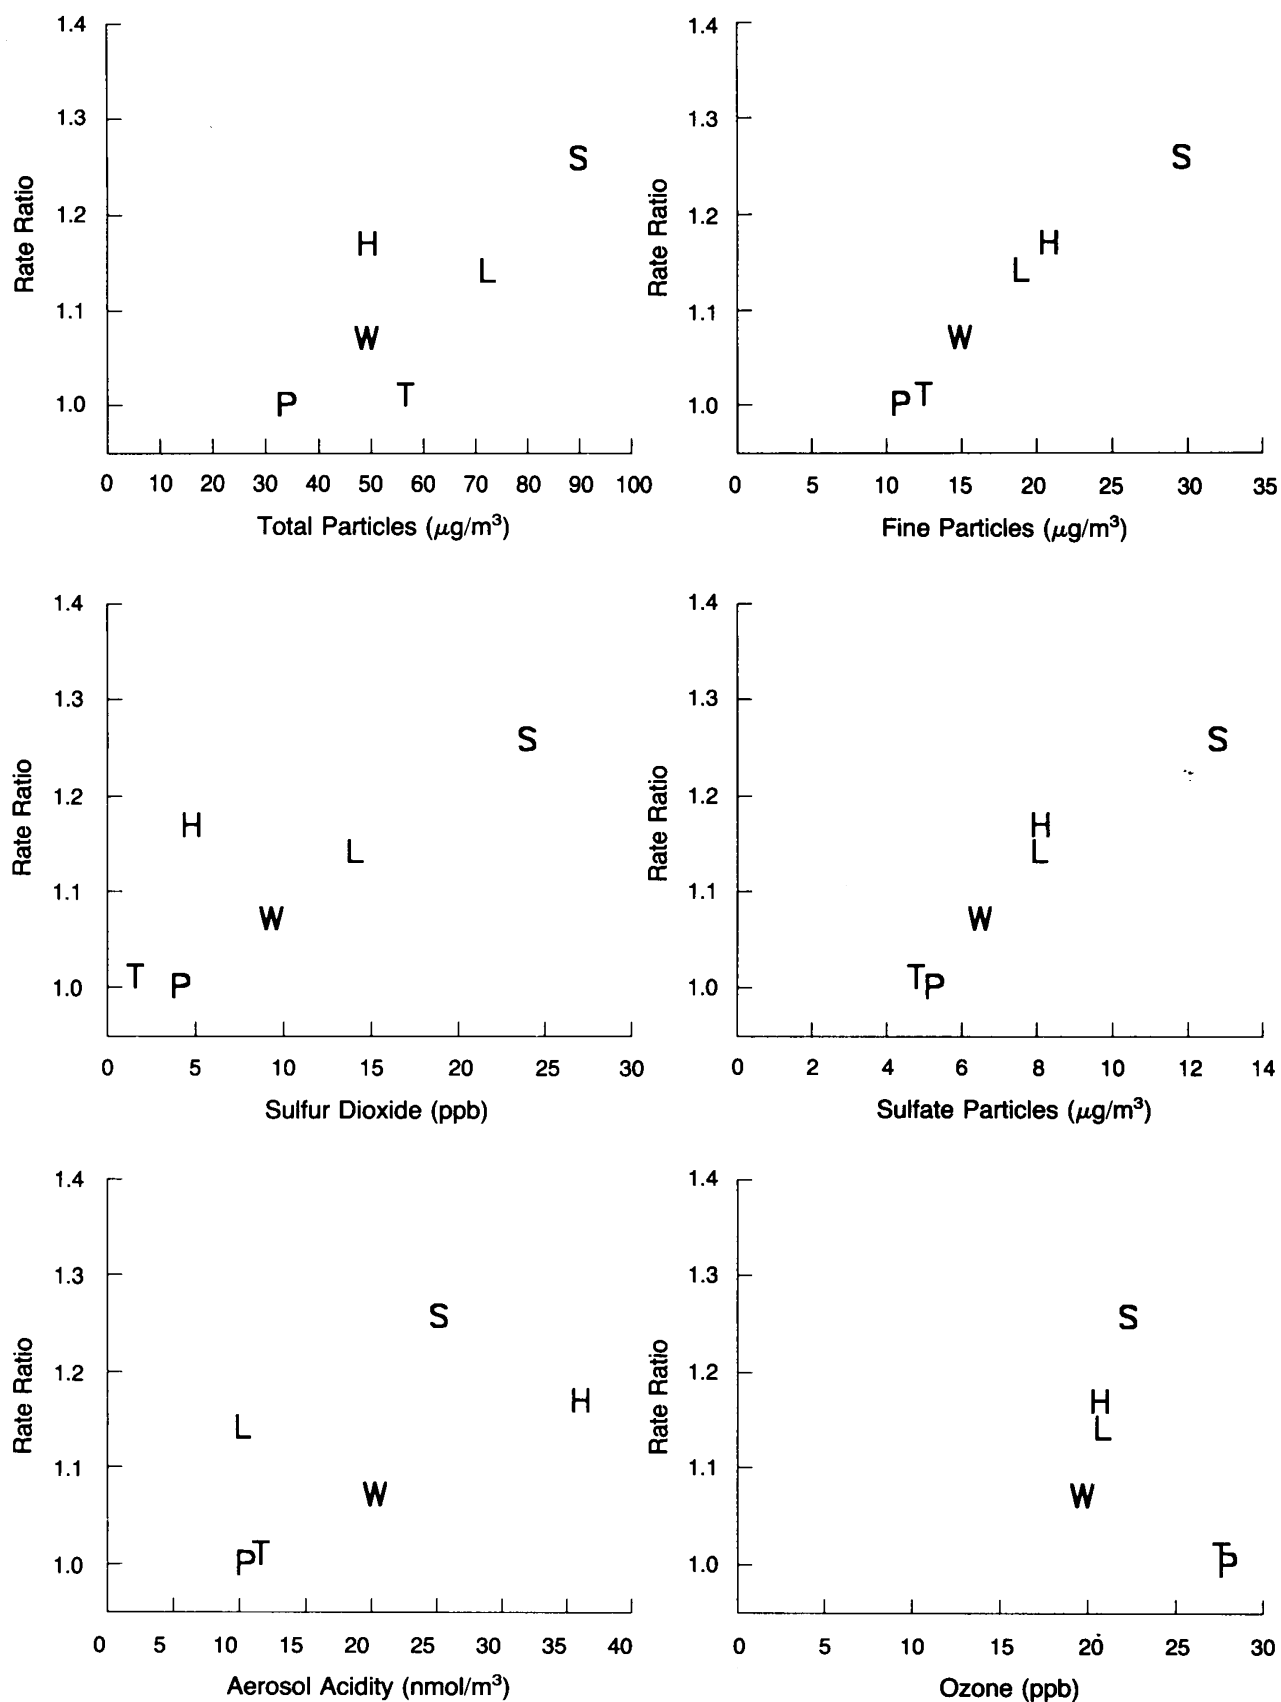 1.4
1.3
1.2
1.1
1.0
Rate Ratio
S
H
L
W
P
T
0 10 20 30 40 50 60 70 80 90 100
Total Particles (μg/m³)
1.4
1.3
1.2
1.1
1.0
Rate Ratio
S
H
L
W
P T
0 5 10 15 20 25 30 35
Fine Particles (μg/m³)
1.4
1.3
1.2
1.1
1.0
Rate Ratio
S
H
L
W
T P
0 5 10 15 20 25 30
Sulfur Dioxide (ppb)
1.4
1.3
1.2
1.1
1.0
Rate Ratio
S
H
L
W
T P
0 2 4 6 8 10 12 14
Sulfate Particles (μg/m³)
1.4
1.3
1.2
1.1
1.0
Rate Ratio
S
H
L
W
P T
0 5 10 15 20 25 30 35 40
Aerosol Acidity (nmol/m³)
1.4
1.3
1.2
1.1
1.0
Rate Ratio
S
H
L
W
T P
0 5 10 15 20 25 30
Ozone (ppb)